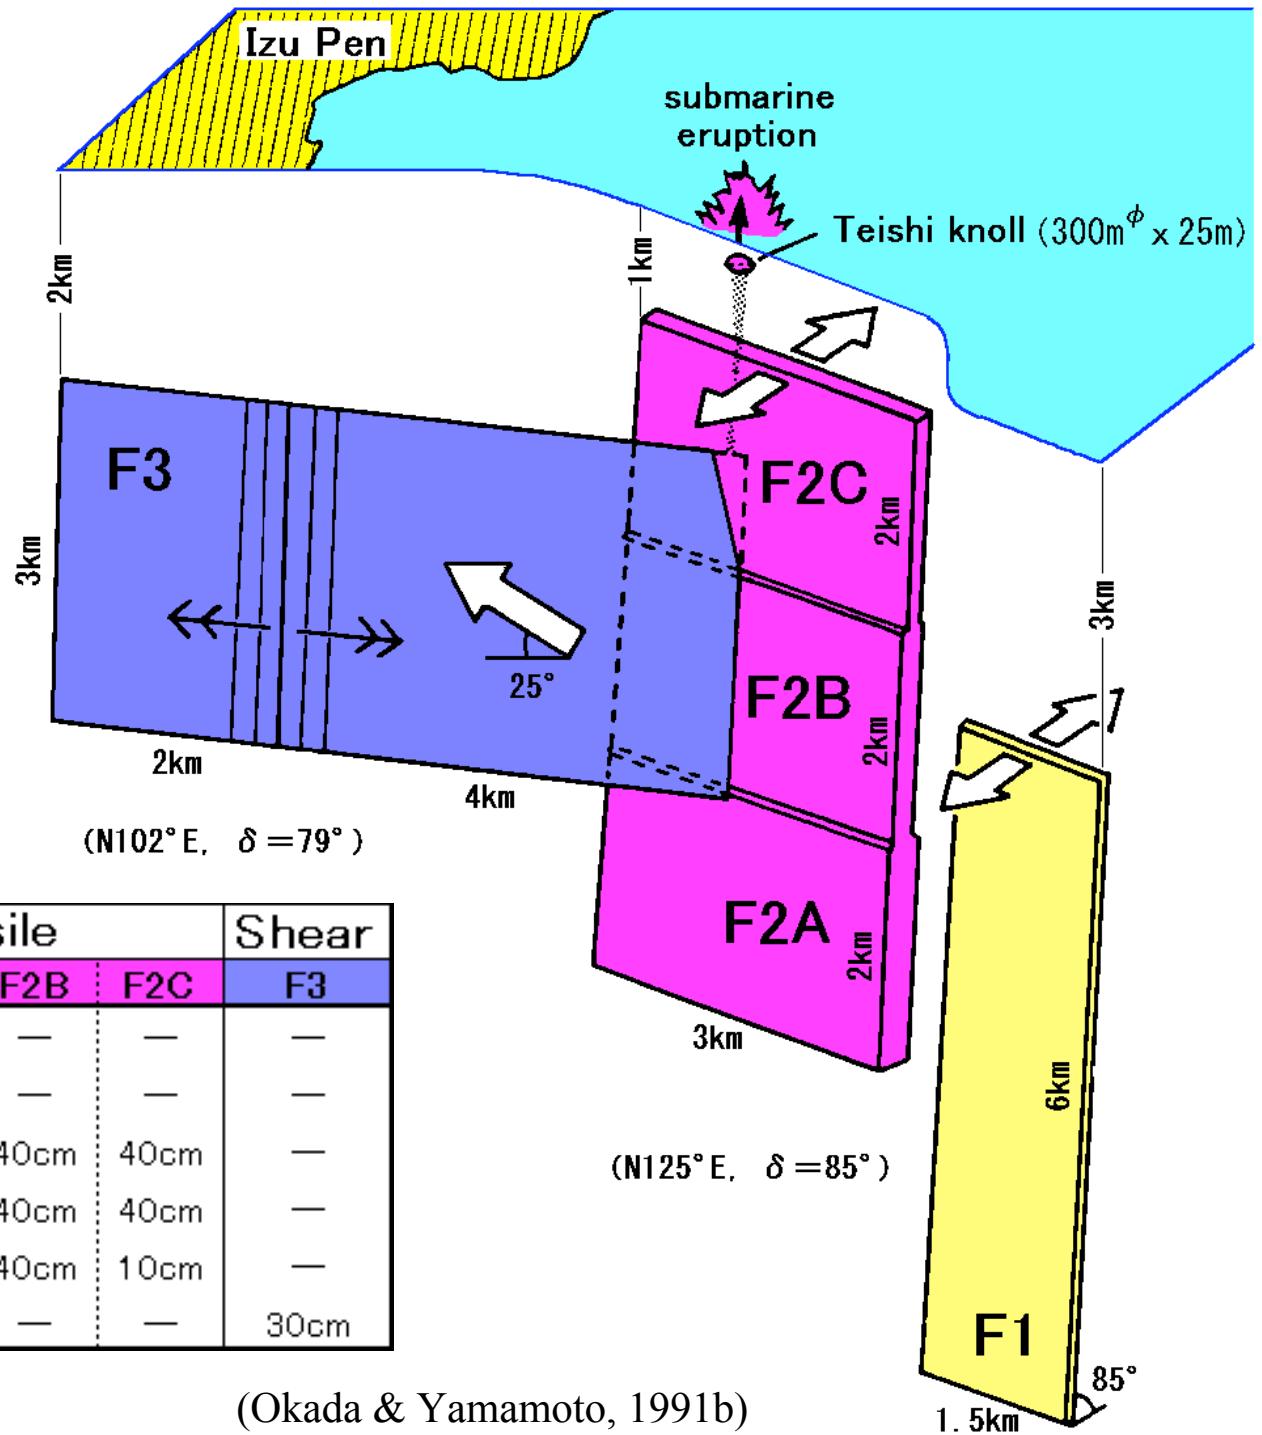 Izu Pen
submarine
eruption
Teishi knoll (300mᵠ x 25m)
2km
1km
F3
3km
25°
2km
4km
(N102°E, δ=79°)
F2C
2km
F2B
2km
F2A
2km
3km
3km
(N125°E, δ=85°)
6km
F1
85°
1.5km
sile Shear
F2B F2C F3
— — —
— — —
40cm 40cm —
40cm 40cm —
40cm 10cm —
— — 30cm
(Okada & Yamamoto, 1991b)